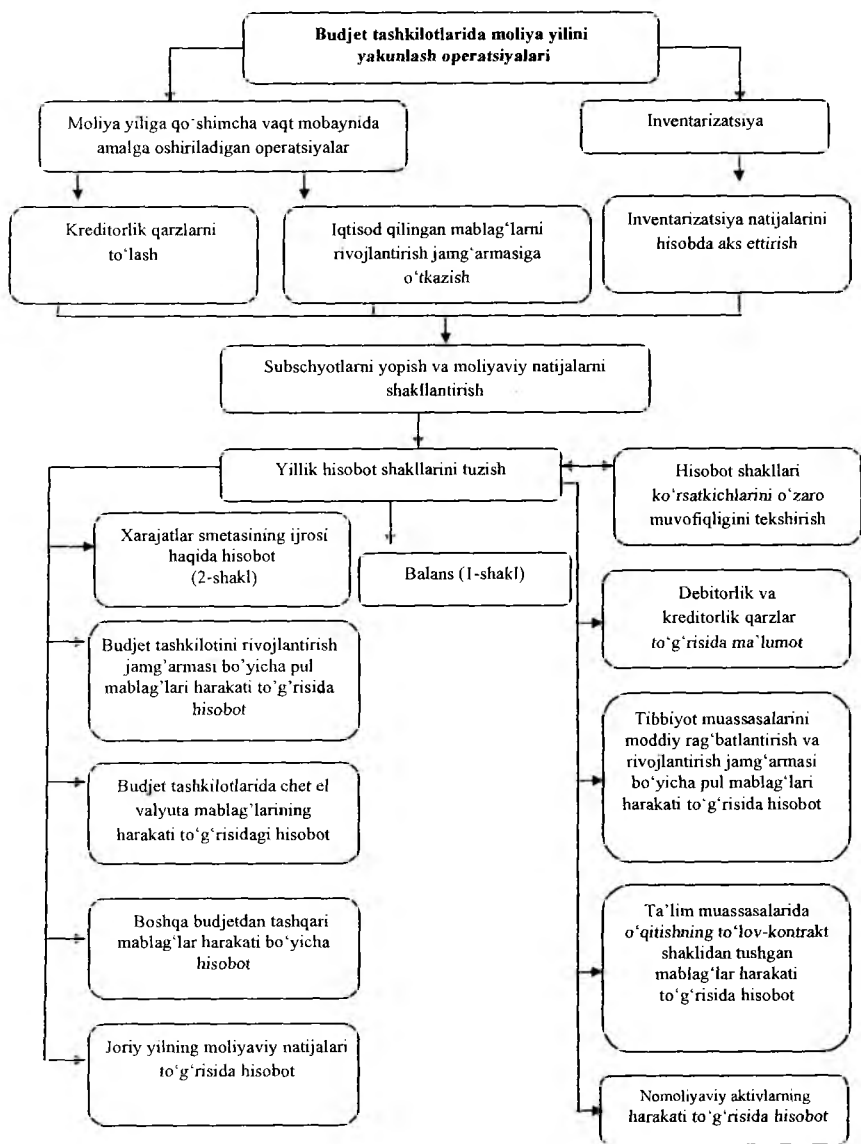 Budjet tashkilotlarida moliya yilini
yakunlash operatsiyalari
Moliya yiliga qo‘shimcha vaqt mobaynida
amalga oshiriladigan operatsiyalar
Inventarizatsiya
Kreditorlik qarzlarni
to‘lash
Iqtisod qilingan mablag‘larni
rivojlantirish jamg‘armasiga
o‘tkazish
Inventarizatsiya natijalarini
hisobda aks ettirish
Subschyotlarni yopish va moliyaviy natijalarni
shakllantirish
Yillik hisobot shakllarini tuzish
Hisobot shakllari
ko‘rsatkichlarini o‘zaro
muvofiqligini tekshirish
Xarajatlar smetasining ijrosi
haqida hisobot
(2-shakl)
Balans (1-shakl)
Debitorlik va
kreditorlik qarzlar
to‘g‘risida ma`lumot
Budjet tashkilotini rivojlantirish
jamg’armasi bo’yicha pul
mablag’lari harakati to’g’risida
hisobot
Tibbiyot muassasalarini
moddiy rag‘batlantirish va
rivojlantirish jamg‘armasi
bo‘yicha pul mablag‘lari
harakati to‘g‘risida hisobot
Budjet tashkilotlarida chet el
valyuta mablag‘larining
harakati to‘g‘risidagi hisobot
Boshqa budjetdan tashqari
mablag‘lar harakati bo‘yicha
hisobot
Ta’lim muassasalarida
o‘qitishning to‘lov-kontrakt
shaklidan tushgan
mablag‘lar harakati
to‘g‘risida hisobot
Joriy yilning moliyaviy natijalari
to‘g‘risida hisobot
Nomoliyaviy aktivlarning
harakati to‘g‘risida hisobot